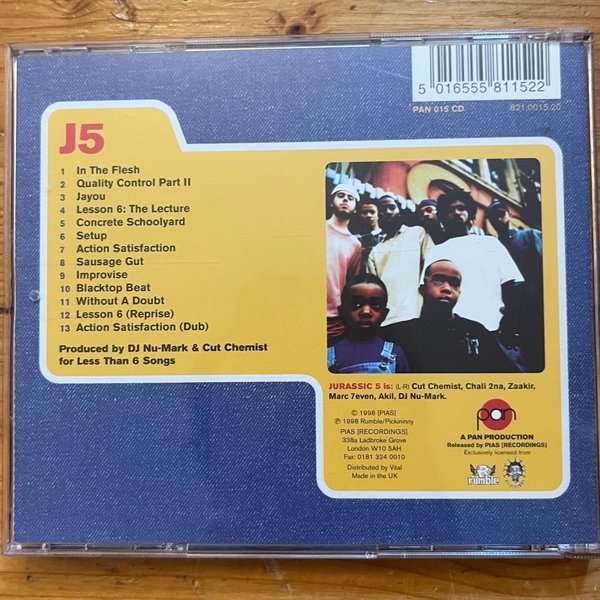 5 016555 811522
PAN 015 CD 821.0015.20
J5
1 In The Flesh
2 Quality Control Part II
3 Jayou
4 Lesson 6: The Lecture
5 Concrete Schoolyard
6 Setup
7 Action Satisfaction
8 Sausage Gut
9 Improvise
10 Blacktop Beat
11 Without A Doubt
12 Lesson 6 (Reprise)
13 Action Satisfaction (Dub)
Produced by DJ Nu-Mark & Cut Chemist
for Less Than 6 Songs
JURASSIC 5 is: (L-R) Cut Chemist, Chali 2na, Zaakir,
Marc 7even, Akil, DJ Nu-Mark.
© 1998 [PIAS]
℗ 1998 Rumble/Pickininny
PIAS [RECORDINGS]
338a Ladbroke Grove
London W10 5AH
Fax: 0181 324 0010
Distributed by Vital
Made in the UK
pan
A PAN PRODUCTION
Released by PIAS [RECORDINGS]
Exclusively licensed from
rumble